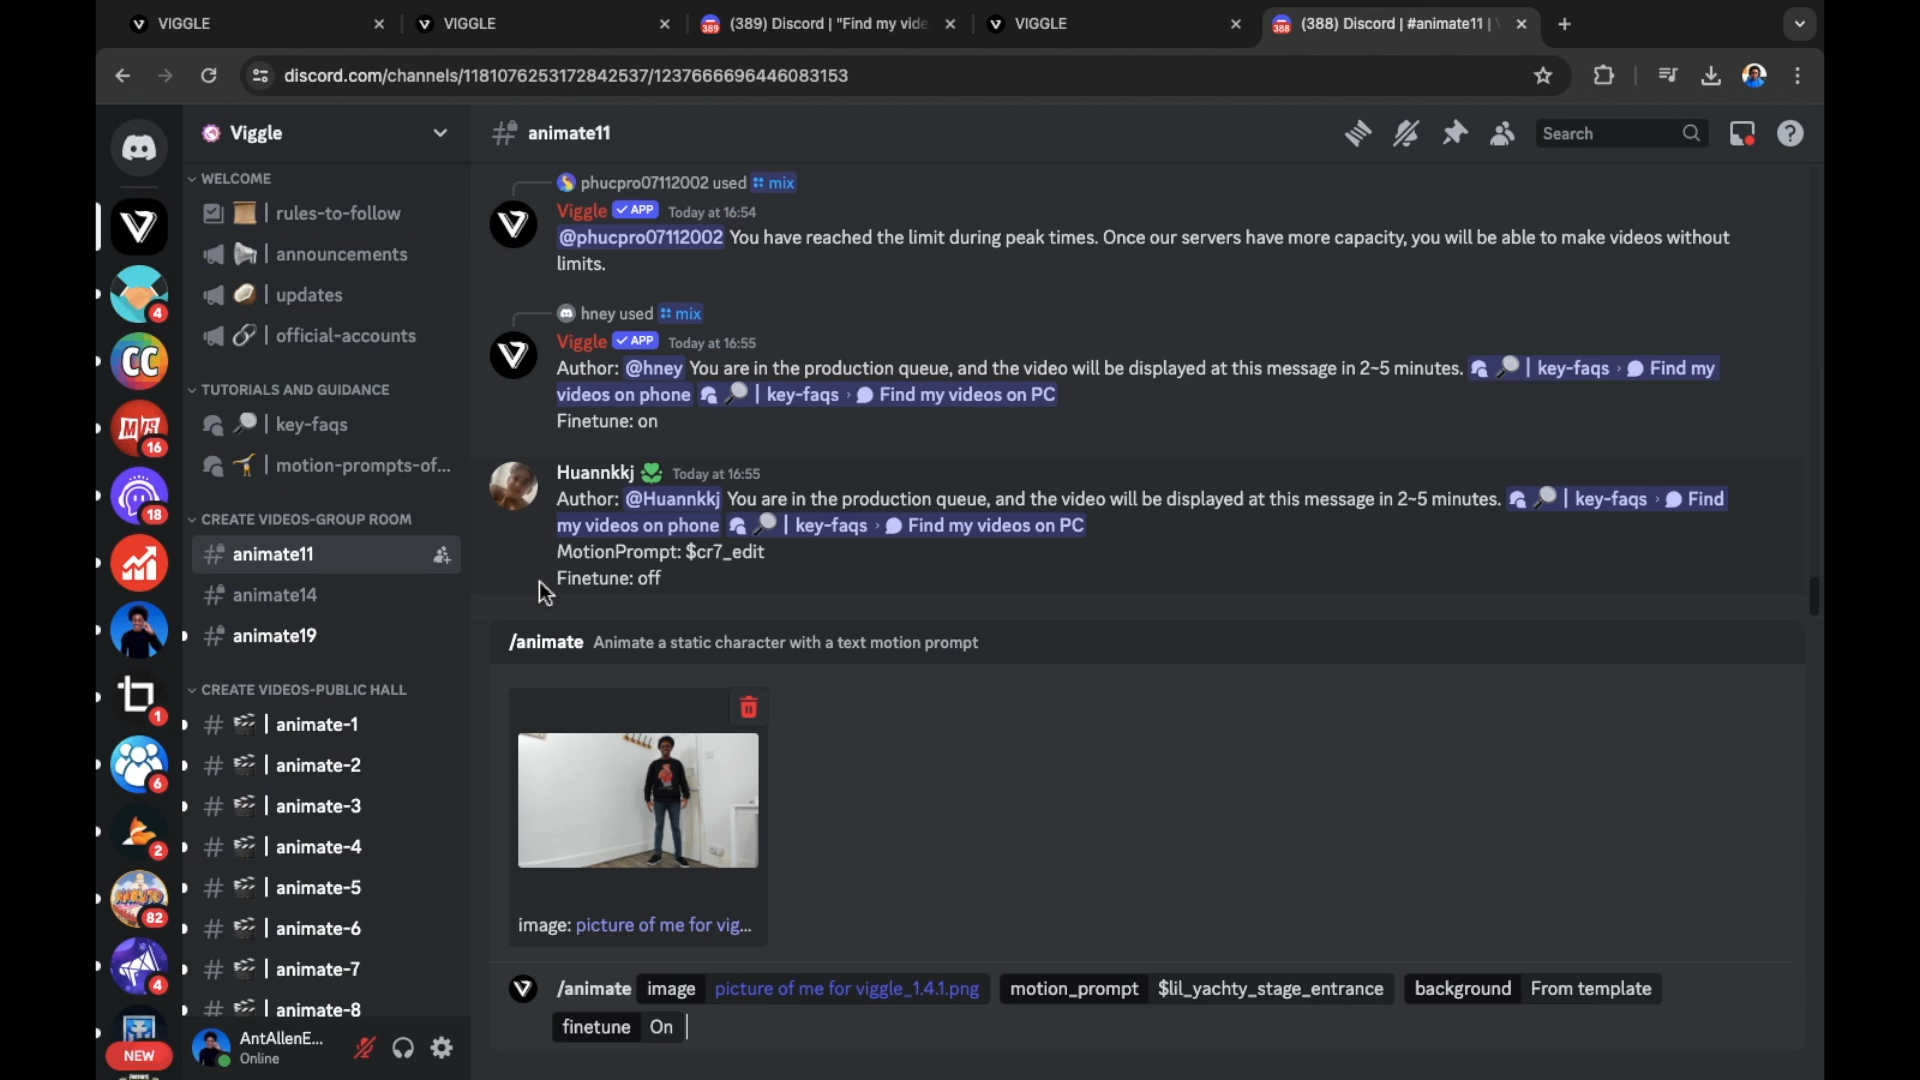 VIGGLE
VIGGLE
(389) Discord | "Find my vide
VIGGLE
(388) Discord | #animate11 |
discord.com/channels/1181076253172842537/1237666696446083153
Viggle
animate11
Search
WELCOME
rules-to-follow
announcements
updates
official-accounts
TUTORIALS AND GUIDANCE
key-faqs
motion-prompts-of...
CREATE VIDEOS-GROUP ROOM
animate11
animate14
animate19
CREATE VIDEOS-PUBLIC HALL
animate-1
animate-2
animate-3
animate-4
animate-5
animate-6
animate-7
animate-8
AntAllenE...
Online
4
CC
16
18
1
6
2
82
4
NEW
phucpro07112002 used mix
Viggle ✓ APP Today at 16:54
@phucpro07112002 You have reached the limit during peak times. Once our servers have more capacity, you will be able to make videos without
limits.
hney used mix
Viggle ✓ APP Today at 16:55
Author: @hney You are in the production queue, and the video will be displayed at this message in 2~5 minutes. | key-faqs › Find my
videos on phone | key-faqs › Find my videos on PC
Finetune: on
Huannkkj Today at 16:55
Author: @Huannkkj You are in the production queue, and the video will be displayed at this message in 2~5 minutes. | key-faqs › Find
my videos on phone | key-faqs › Find my videos on PC
MotionPrompt: $cr7_edit
Finetune: off
/animate Animate a static character with a text motion prompt
image: picture of me for vig...
/animate image picture of me for viggle_1.4.1.png motion_prompt $lil_yachty_stage_entrance background From template
finetune On